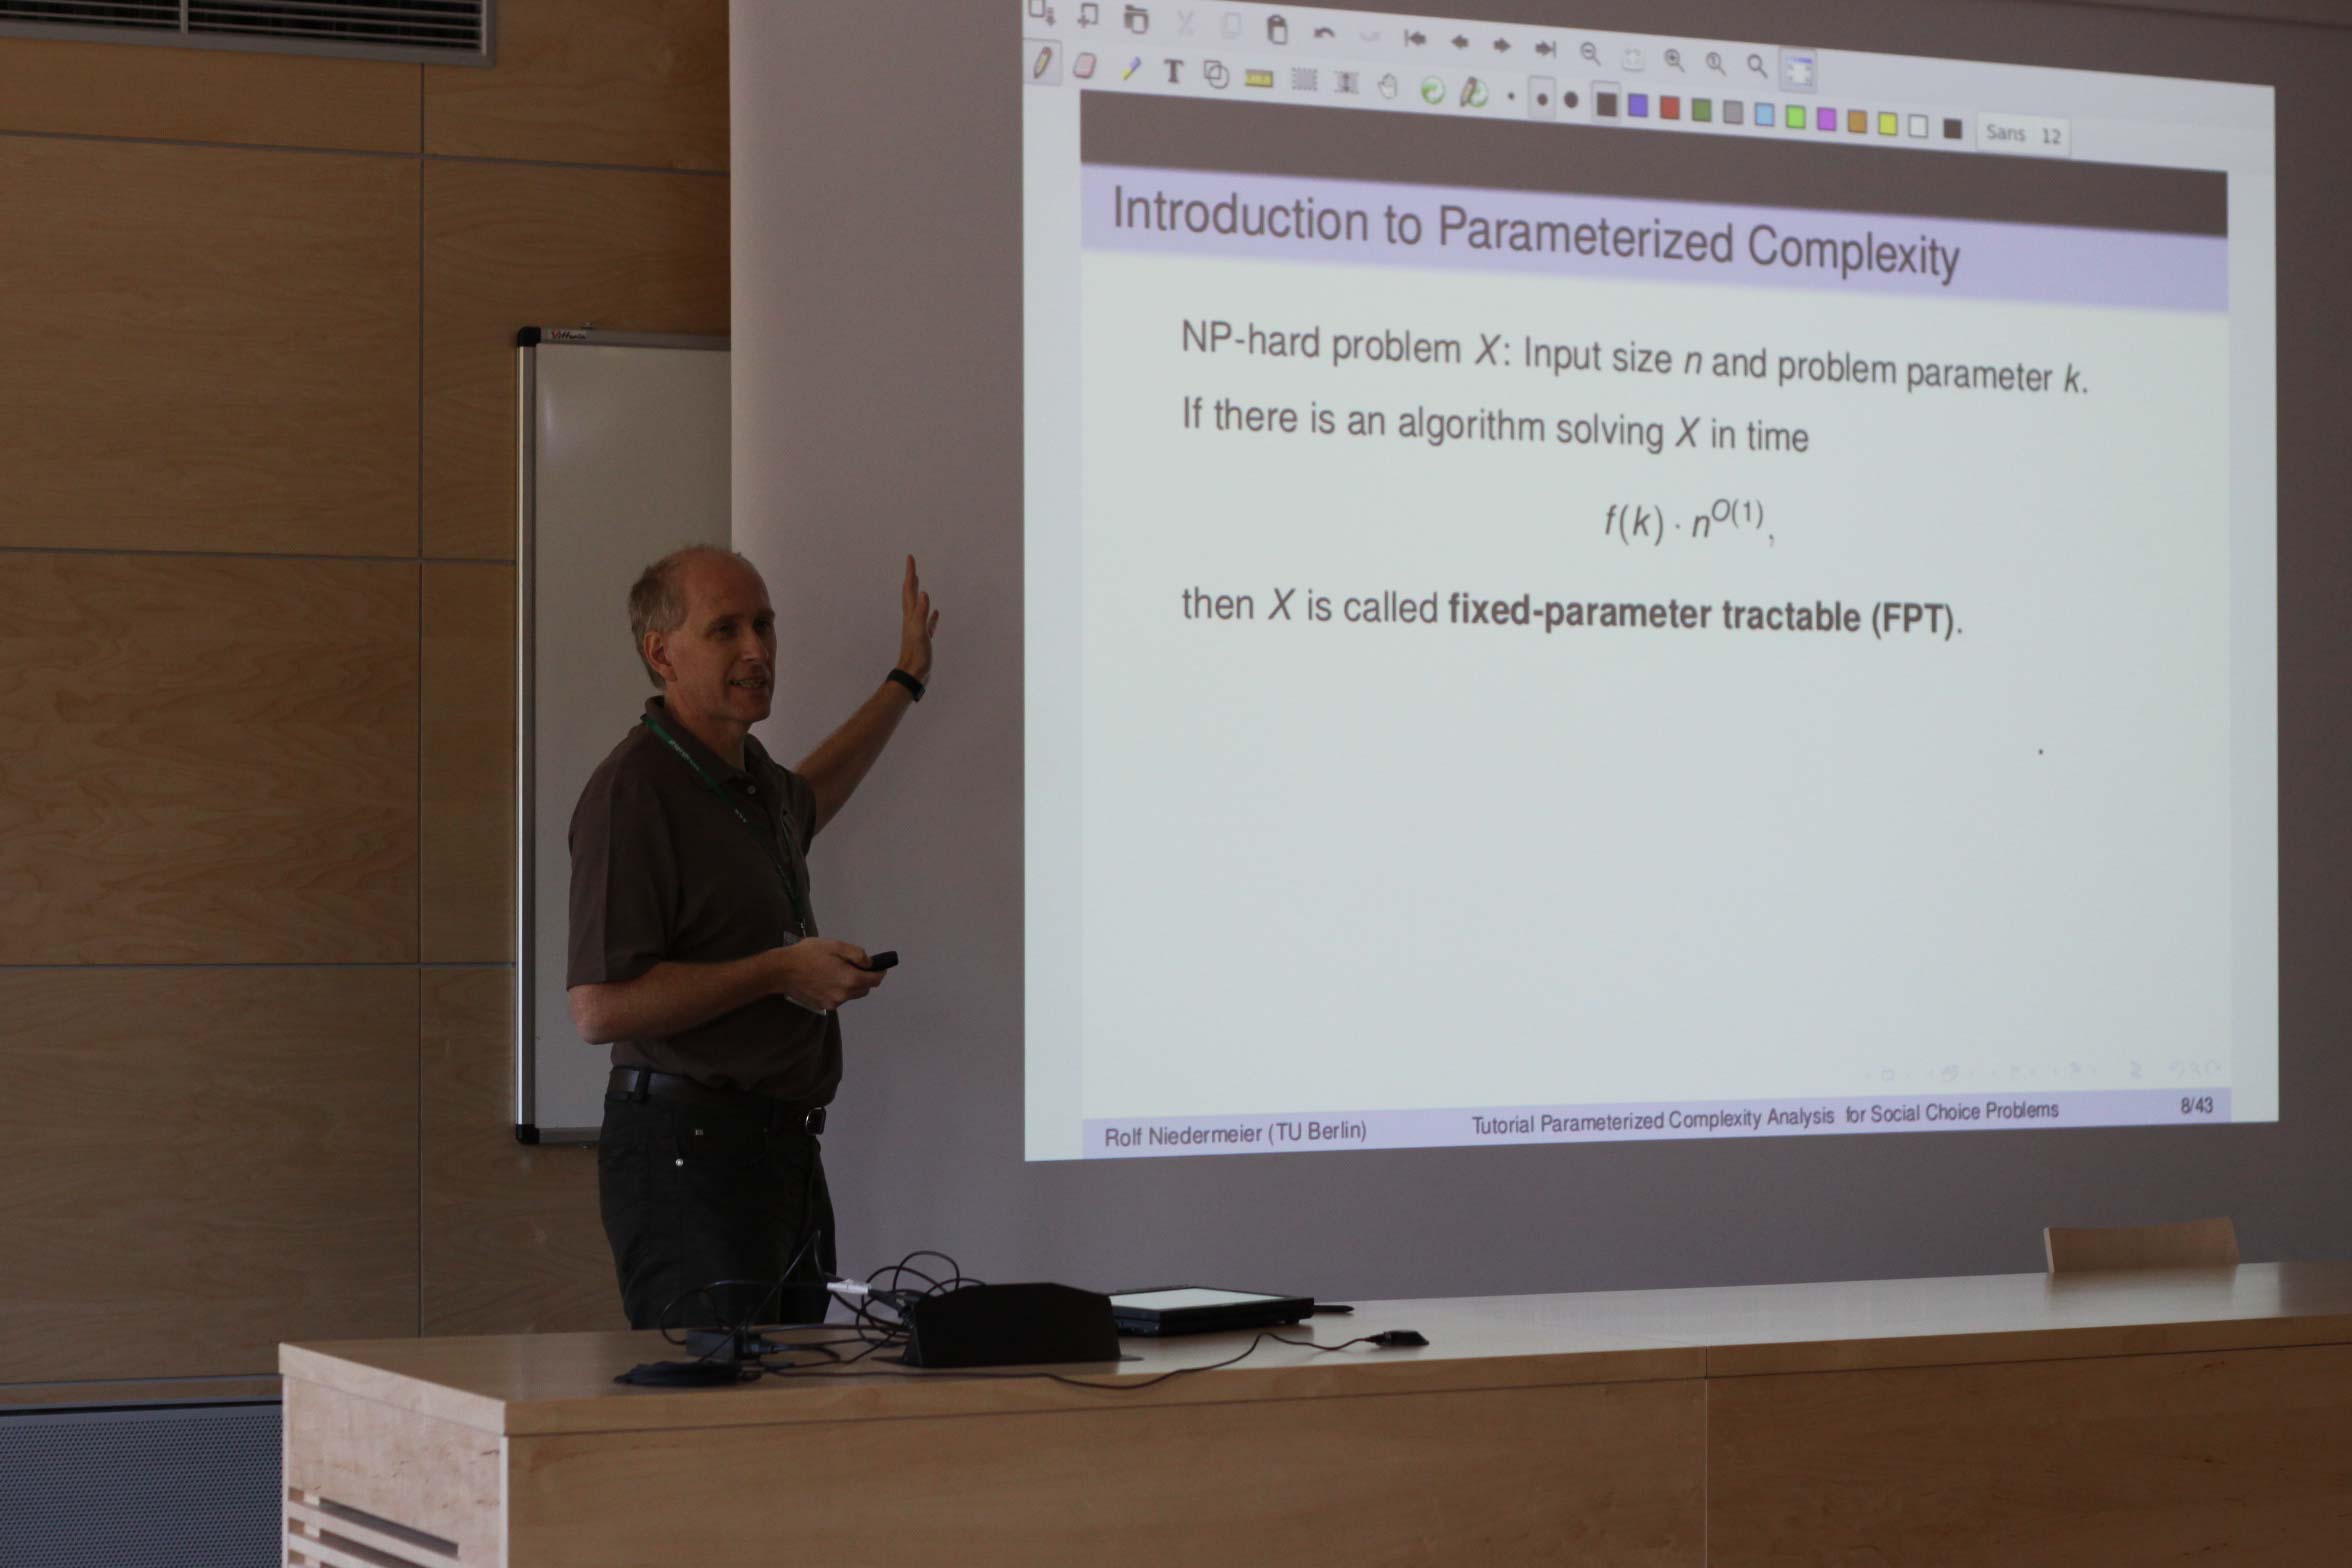 Sans 12
Introduction to Parameterized Complexity
NP-hard problem X: Input size n and problem parameter k.
If there is an algorithm solving X in time
f(k) · n^{O(1)},
then X is called fixed-parameter tractable (FPT).
Rolf Niedermeier (TU Berlin) Tutorial Parameterized Complexity Analysis for Social Choice Problems 8/43